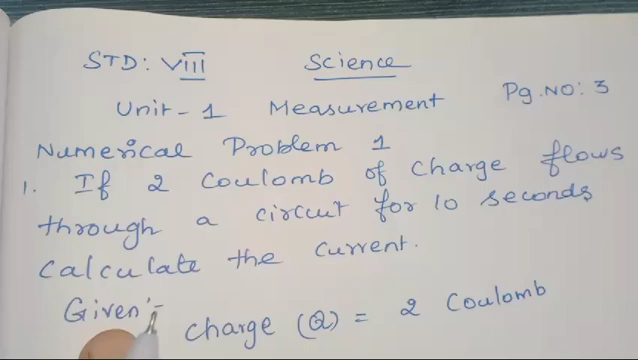 STD: VIII Science
Unit-1 Measurement Pg.NO: 3
Numerical Problem 1
1. If 2 Coulomb of charge flows
through a circuit for 10 seconds
calculate the current.
Given:-
charge (Q) = 2 Coulomb